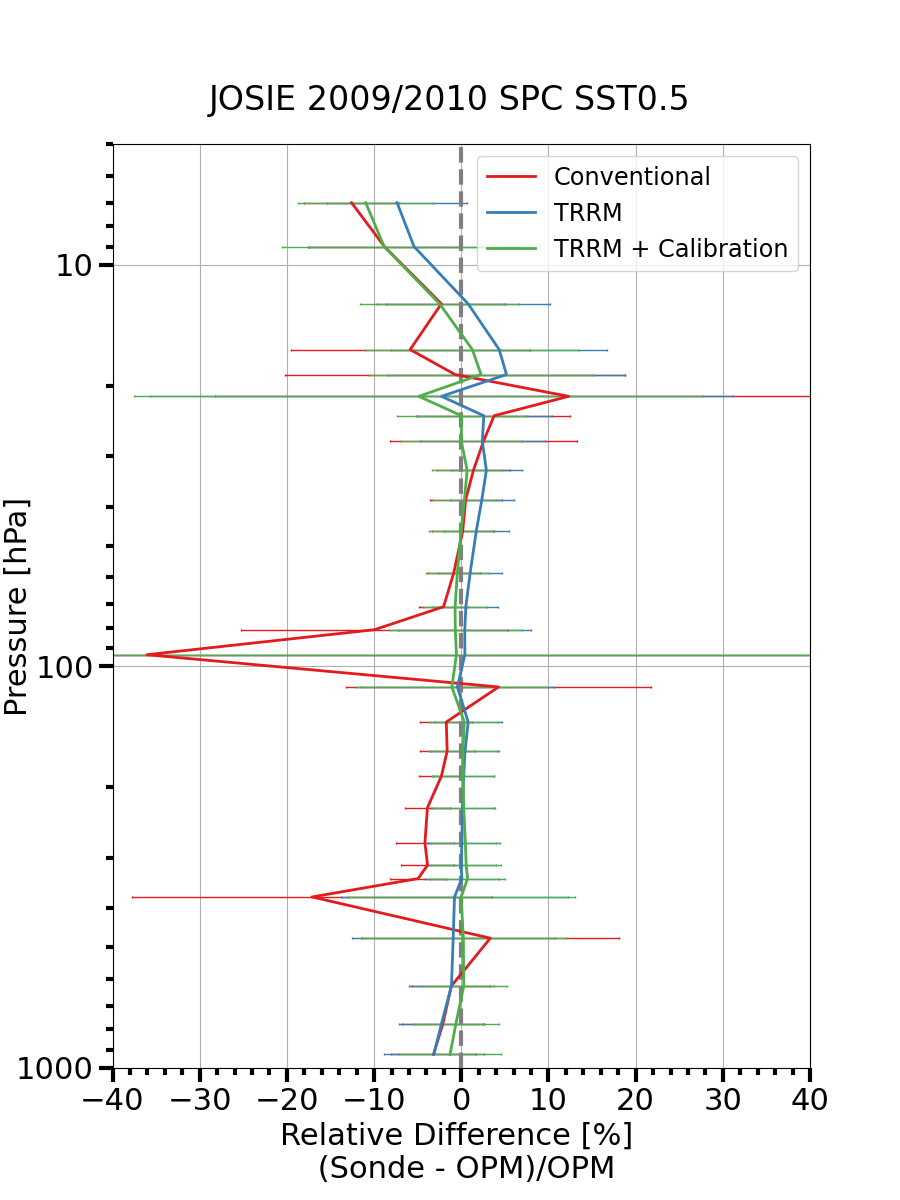 JOSIE 2009/2010 SPC SST0.5
Conventional
TRRM
TRRM + Calibration
10
100
1000
Pressure [hPa]
−40 −30 −20 −10 0 10 20 30 40
Relative Difference [%]
(Sonde - OPM)/OPM